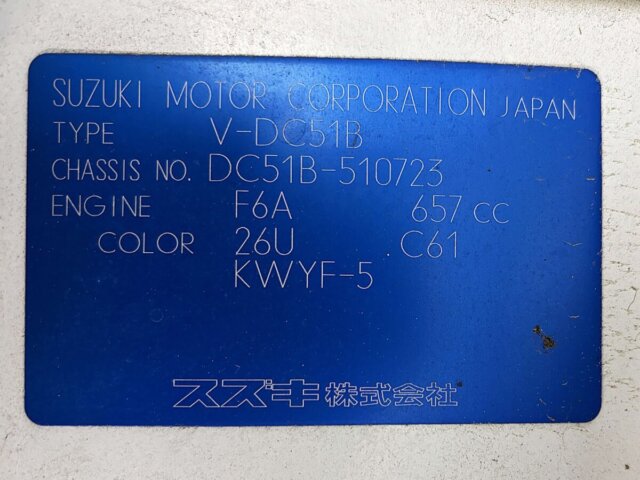 SUZUKI MOTOR CORPORATION JAPAN
TYPE V-DC51B
CHASSIS NO. DC51B-510723
ENGINE F6A 657 CC
COLOR 26U C61
KWYF-5
スズキ株式会社